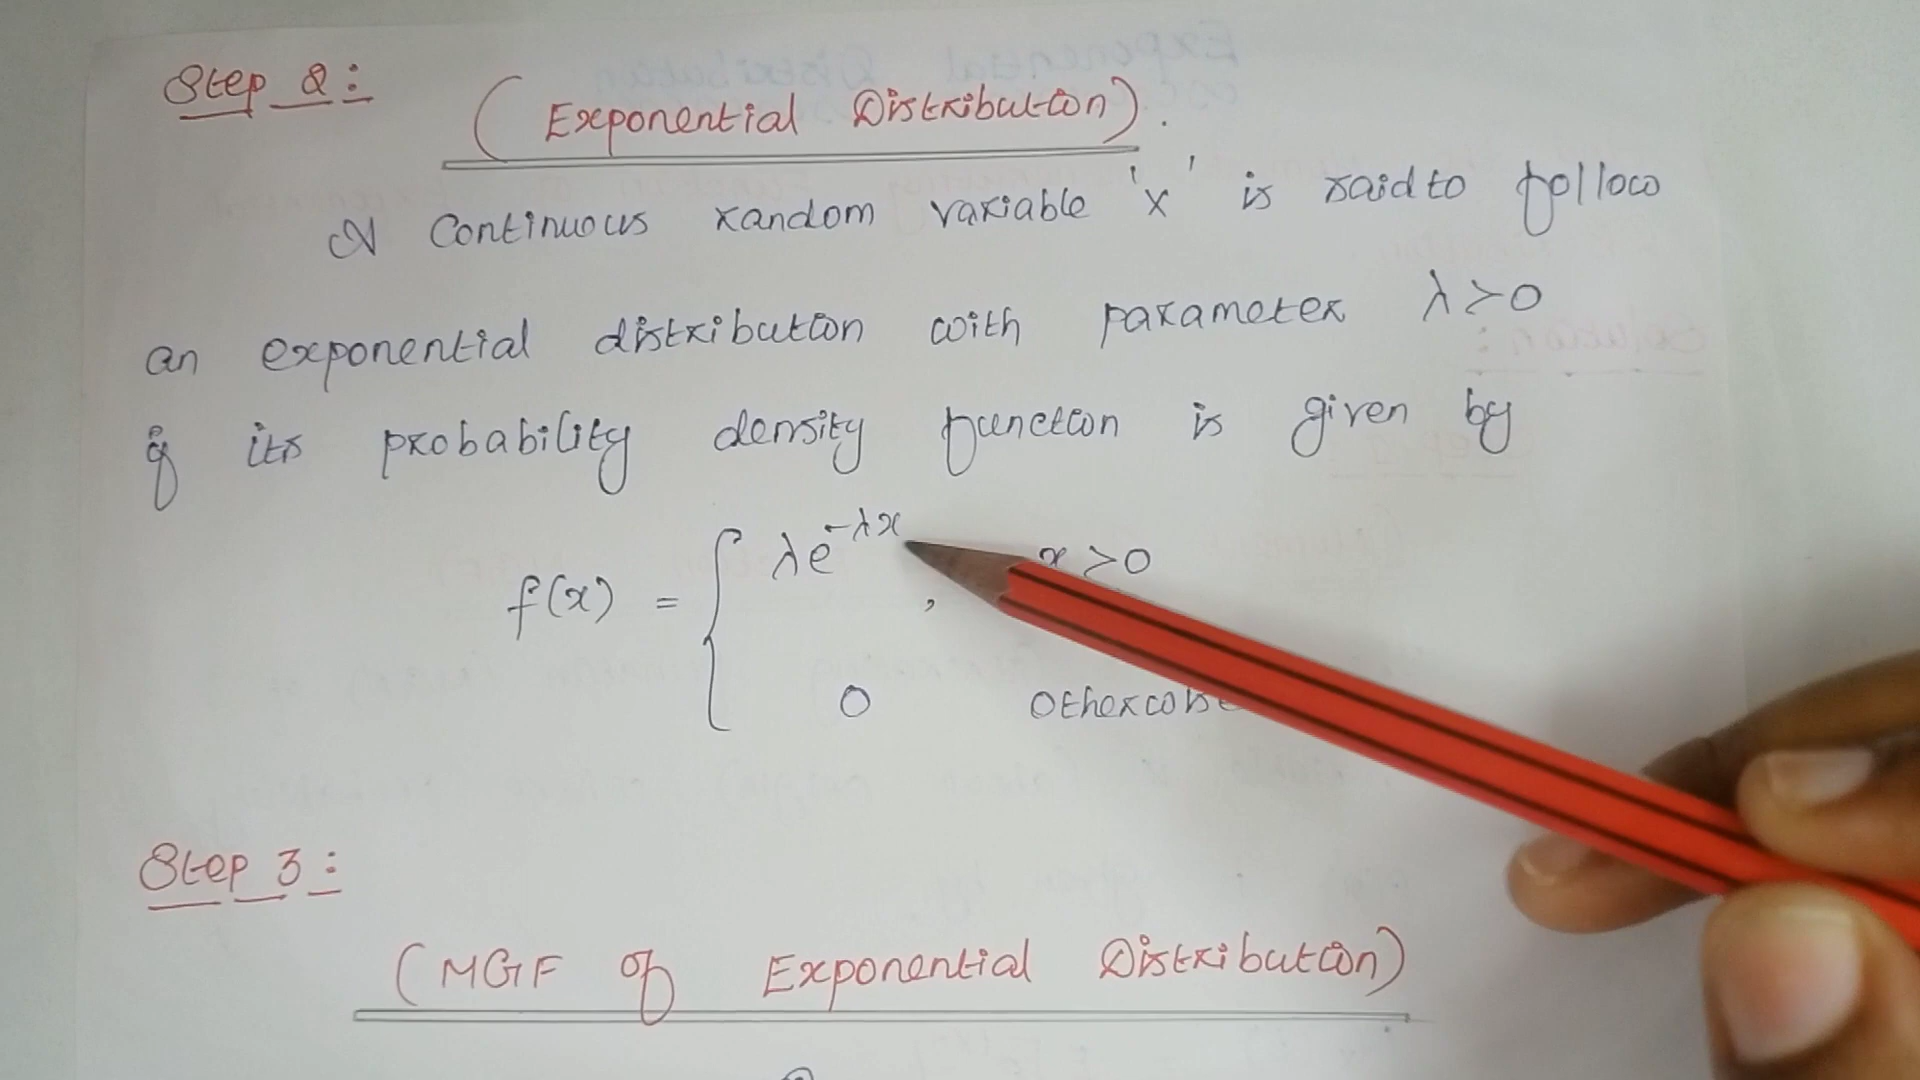 Step 2:
(Exponential Distribution).
A Continuous random variable 'x' is said to follow
an exponential distribution with parameter λ>0
if its probability density function is given by
f(x) = { λe^{-λx} , x >0
0 otherwise
Step 3:
(MGF of Exponential Distribution)